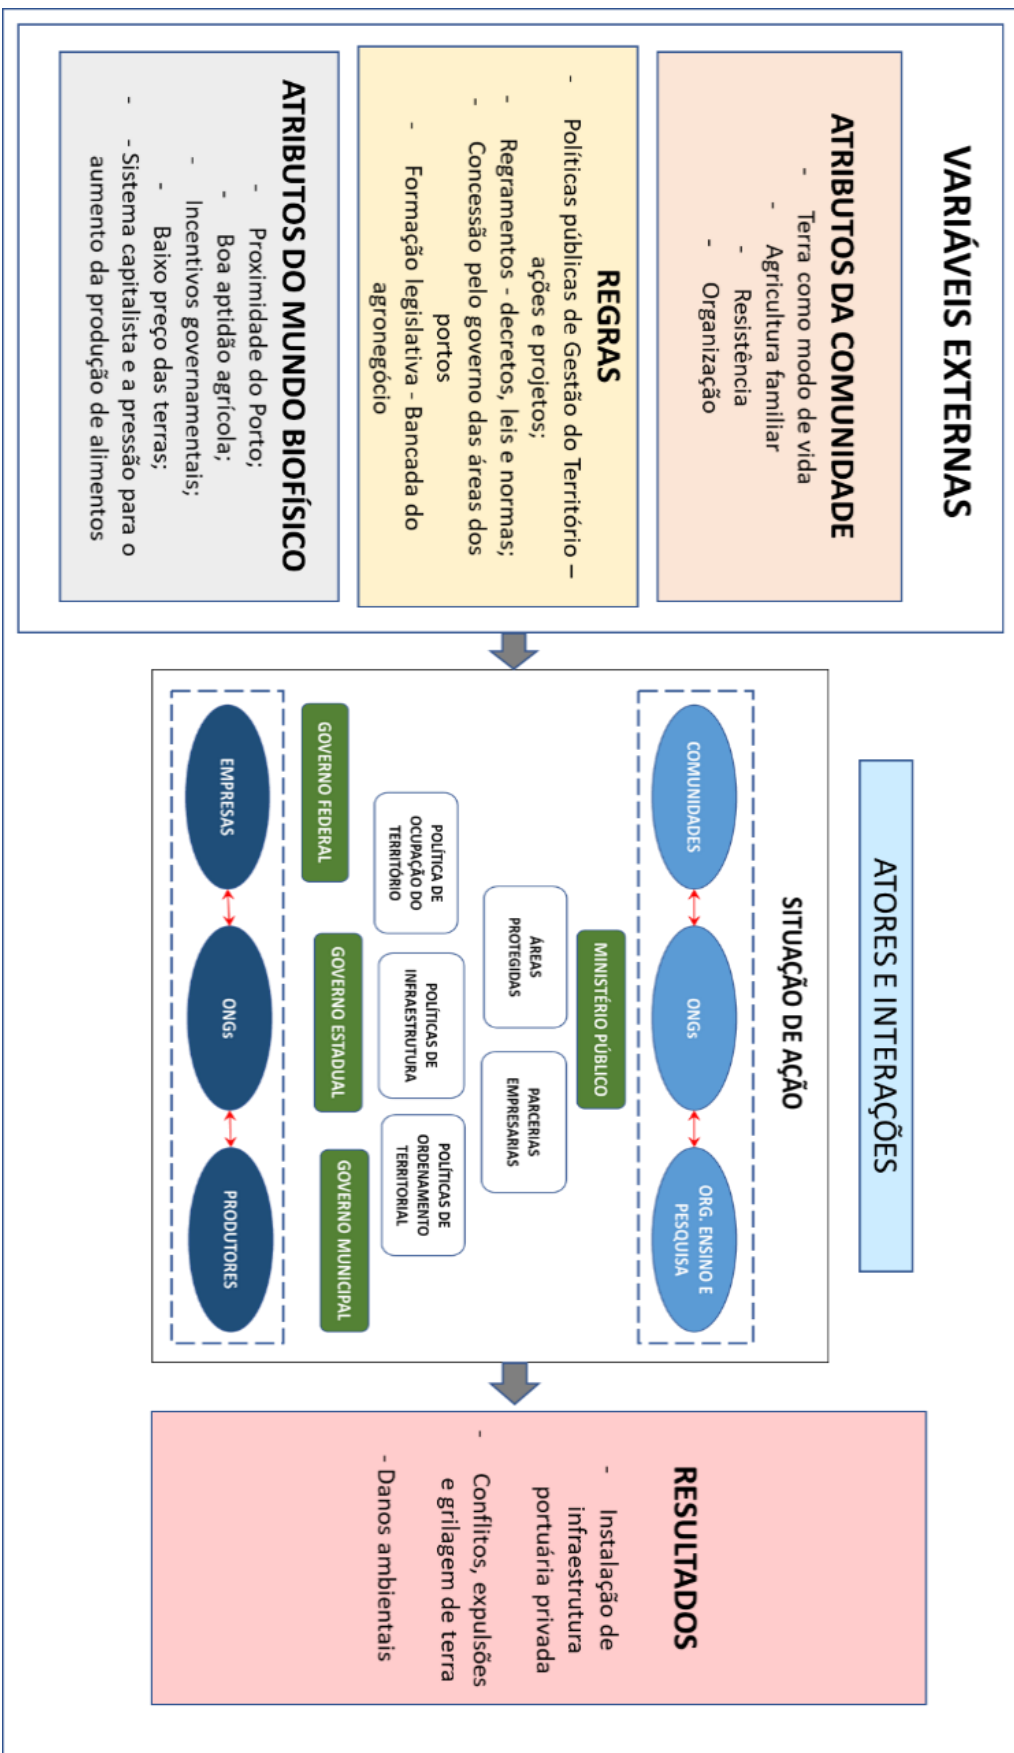 VARIÁVEIS EXTERNAS
ATRIBUTOS DA COMUNIDADE
- Terra como modo de vida
- Agricultura familiar
- Resistência
- Organização
REGRAS
- Políticas públicas de Gestão do Território –
ações e projetos;
- Regramentos - decretos, leis e normas;
- Concessão pelo governo das áreas dos
portos
- Formação legislativa - Bancada do
agronegócio
ATRIBUTOS DO MUNDO BIOFÍSICO
- Proximidade do Porto;
- Boa aptidão agrícola;
- Incentivos governamentais;
- Baixo preço das terras;
- - Sistema capitalista e a pressão para o
aumento da produção de alimentos
ATORES E INTERAÇÕES
SITUAÇÃO DE AÇÃO
COMUNIDADES
ONGs
ORG. ENSINO E
PESQUISA
MINISTÉRIO PÚBLICO
ÁREAS
PROTEGIDAS
PARCERIAS
EMPRESARIAS
POLÍTICA DE
OCUPAÇÃO DO
TERRITÓRIO
POLÍTICAS DE
INFRAESTRUTURA
POLÍTICAS DE
ORDENAMENTO
TERRITORIAL
GOVERNO FEDERAL
GOVERNO ESTADUAL
GOVERNO MUNICIPAL
EMPRESAS
ONGs
PRODUTORES
RESULTADOS
- Instalação de
infraestrutura
portuária privada
- Conflitos, expulsões
e grilagem de terra
- Danos ambientais